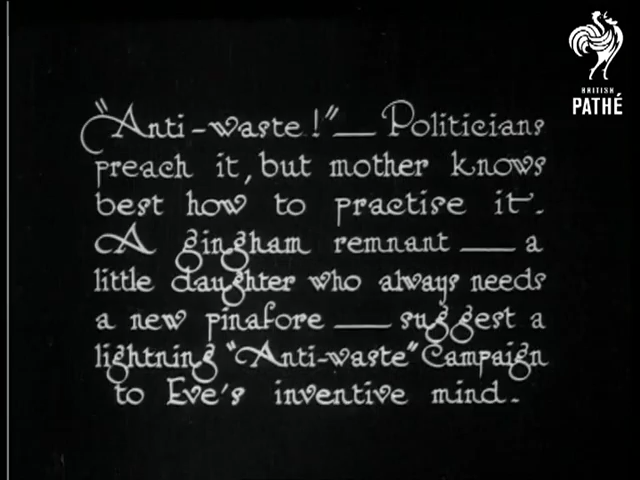 BRITISH
PATHÉ
"Anti-waste!" — Politicians
preach it, but mother knows
best how to practise it.
A gingham remnant — a
little daughter who always needs
a new pinafore — suggest a
lightning "Anti-waste" Campaign
to Eve's inventive mind.